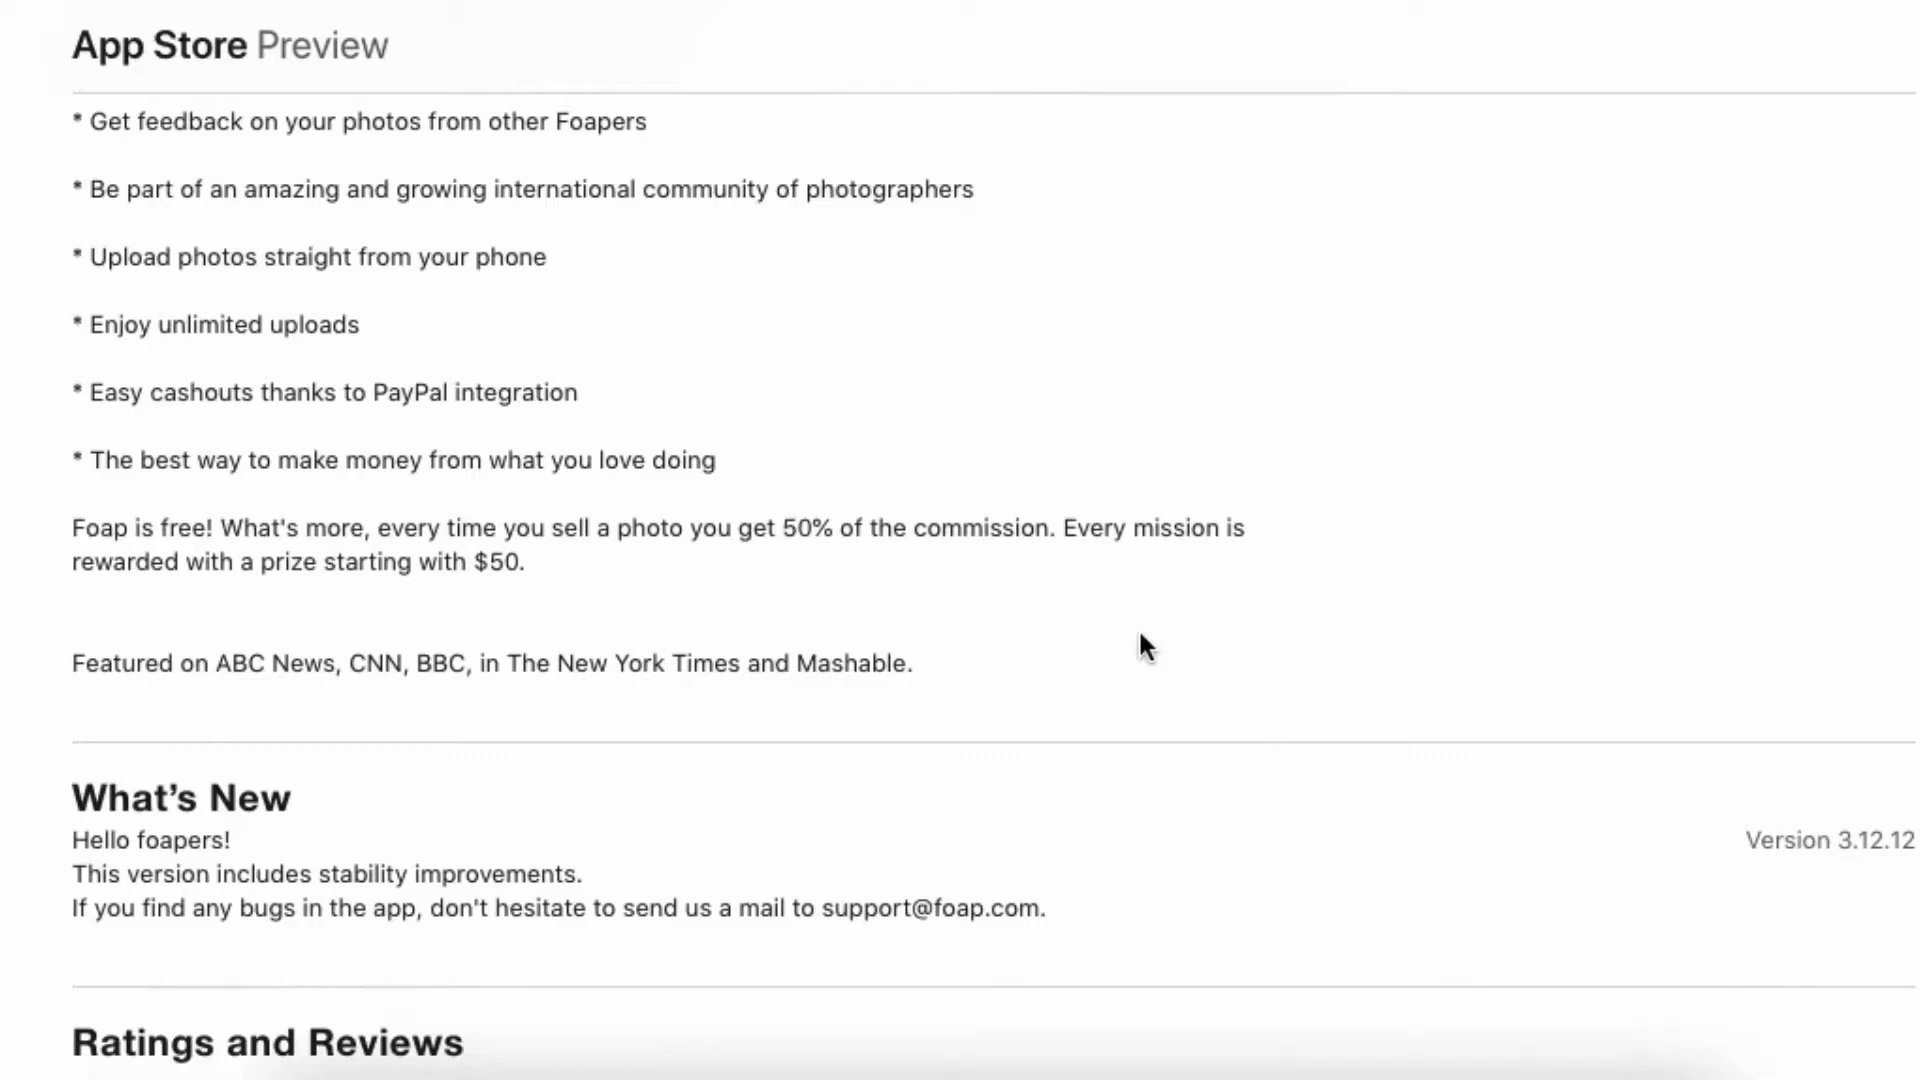 App Store Preview
* Get feedback on your photos from other Foapers
* Be part of an amazing and growing international community of photographers
* Upload photos straight from your phone
* Enjoy unlimited uploads
* Easy cashouts thanks to PayPal integration
* The best way to make money from what you love doing
Foap is free! What's more, every time you sell a photo you get 50% of the commission. Every mission is
rewarded with a prize starting with $50.
Featured on ABC News, CNN, BBC, in The New York Times and Mashable.
What’s New
Hello foapers!
Version 3.12.12
This version includes stability improvements.
If you find any bugs in the app, don't hesitate to send us a mail to support@foap.com.
Ratings and Reviews